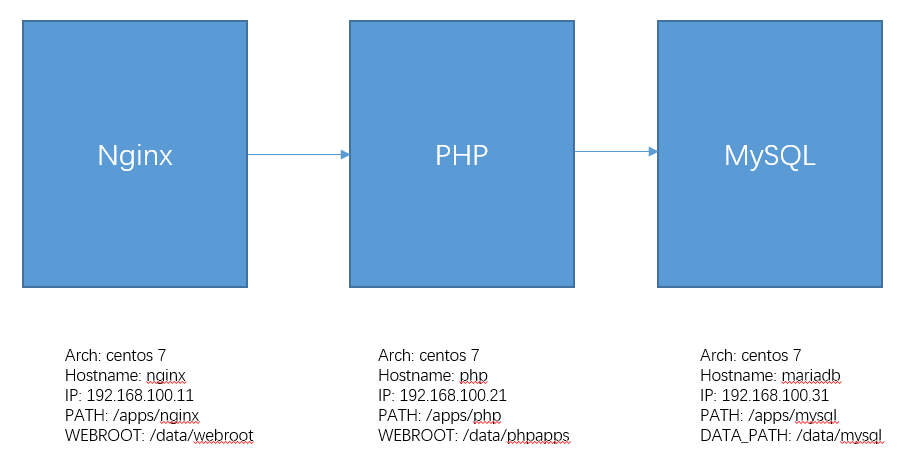 Nginx
PHP
MySQL
Arch: centos 7
Hostname: nginx
IP: 192.168.100.11
PATH: /apps/nginx
WEBROOT: /data/webroot
Arch: centos 7
Hostname: php
IP: 192.168.100.21
PATH: /apps/php
WEBROOT: /data/phpapps
Arch: centos 7
Hostname: mariadb
IP: 192.168.100.31
PATH: /apps/mysql
DATA_PATH: /data/mysql